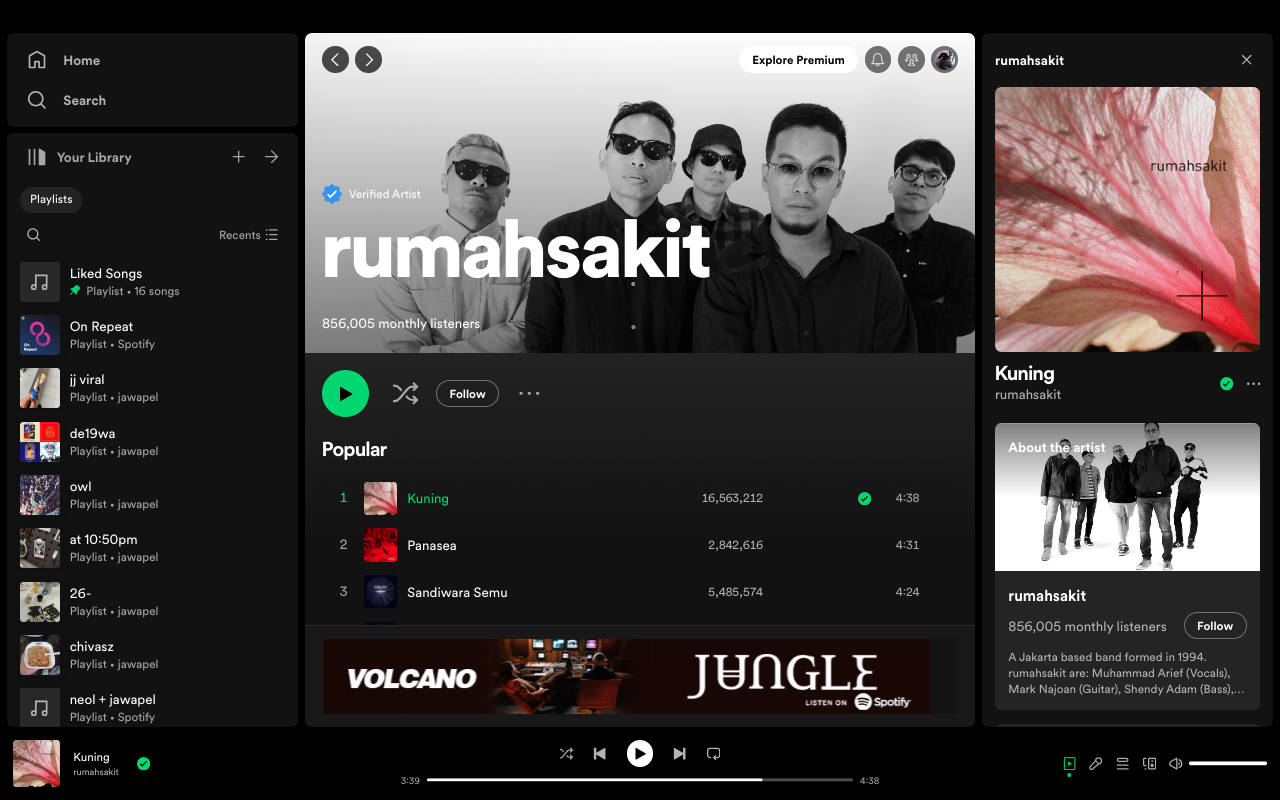 Home
Search
Your Library
Playlists
Recents
Liked Songs
Playlist • 16 songs
On Repeat
On
Repeat
Playlist • Spotify
jj viral
Playlist • jawapel
de19wa
Playlist • jawapel
owl
Playlist • jawapel
at 10:50pm
Playlist • jawapel
26-
Playlist • jawapel
chivasz
Playlist • jawapel
neol + jawapel
Playlist • Spotify
Explore Premium
Verified Artist
rumahsakit
856,005 monthly listeners
Follow
Popular
1 Kuning 16,563,212 4:38
2 Panasea 2,842,616 4:31
3 Sandiwara Semu 5,485,574 4:24
VOLCANO
JUNGLE
LISTEN ON Spotify
rumahsakit
rumahsakit
Kuning
rumahsakit
About the artist
rumahsakit
856,005 monthly listeners
Follow
A Jakarta based band formed in 1994.
rumahsakit are: Muhammad Arief (Vocals),
Mark Najoan (Guitar), Shendy Adam (Bass),...
Kuning
rumahsakit
3:39
4:38